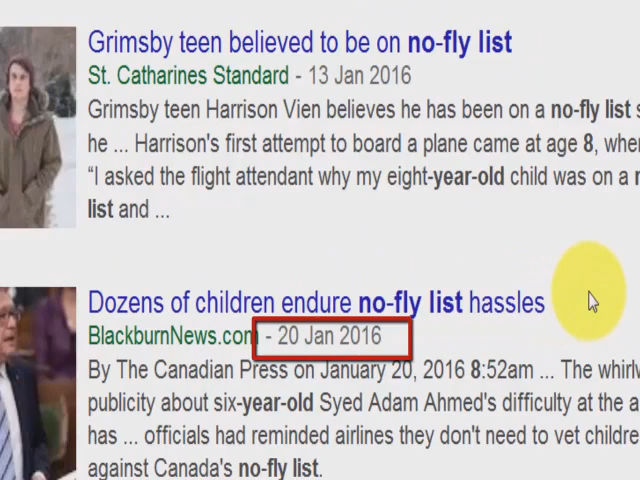 Grimsby teen believed to be on no-fly list
St. Catharines Standard - 13 Jan 2016
Grimsby teen Harrison Vien believes he has been on a no-fly list
he ... Harrison's first attempt to board a plane came at age 8,
“I asked the flight attendant why my eight-year-old child was on a
list and ...
Dozens of children endure no-fly list hassles
BlackburnNews.com - 20 Jan 2016
By The Canadian Press on January 20, 2016 8:52am ... The
publicity about six-year-old Syed Adam Ahmed's difficulty at the
has ... officials had reminded airlines they don't need to vet
against Canada's no-fly list.